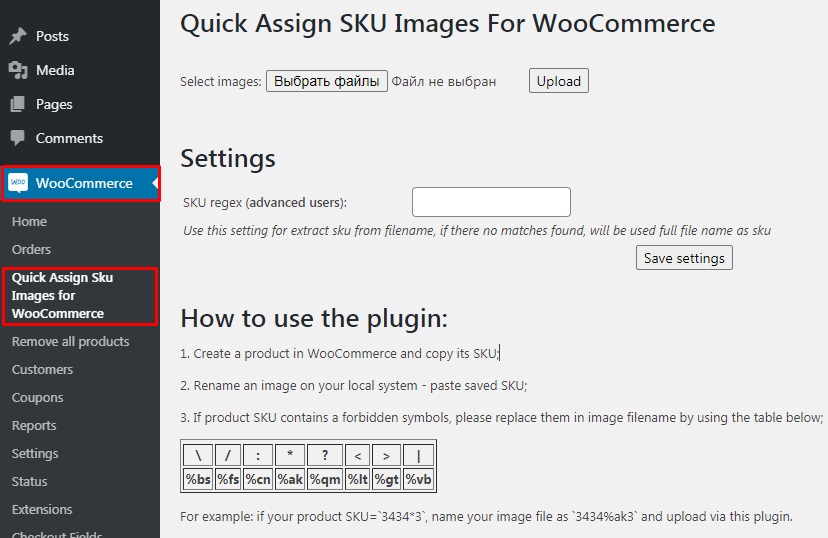 Posts
Media
Pages
Comments
WooCommerce
Home
Orders
Quick Assign Sku
Images for
WooCommerce
Remove all products
Customers
Coupons
Reports
Settings
Status
Extensions
Checkout Fields
Quick Assign SKU Images For WooCommerce
Select images: Выбрать файлы Файл не выбран Upload
Settings
SKU regex (advanced users):
Use this setting for extract sku from filename, if there no matches found, will be used full file name as sku
Save settings
How to use the plugin:
1. Create a product in WooCommerce and copy its SKU;
2. Rename an image on your local system - paste saved SKU;
3. If product SKU contains a forbidden symbols, please replace them in image filename by using the table below;
\ / : * ? < > |
%bs %fs %cn %ak %qm %lt %gt %vb
For example: if your product SKU=`3434*3`, name your image file as `3434%ak3` and upload via this plugin.